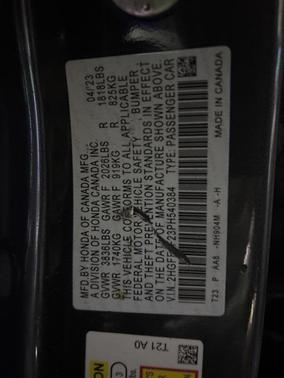 MFD. BY HONDA OF CANADA MFG., 04/23
A DIVISION OF HONDA CANADA INC.
GVWR 3836LBS GAWR F 2026LBS R 1818LBS
GVWR 1740KG GAWR F 919KG R 825KG
THIS VEHICLE CONFORMS TO ALL APPLICABLE
FEDERAL MOTOR VEHICLE SAFETY, BUMPER,
AND THEFT PREVENTION STANDARDS IN EFFECT
ON THE DATE OF MANUFACTURE SHOWN ABOVE.
V.I.N. TYPE PASSENGER CAR
T23 P AA8 -NH904M -A -H MADE IN CANADA
T21 A0